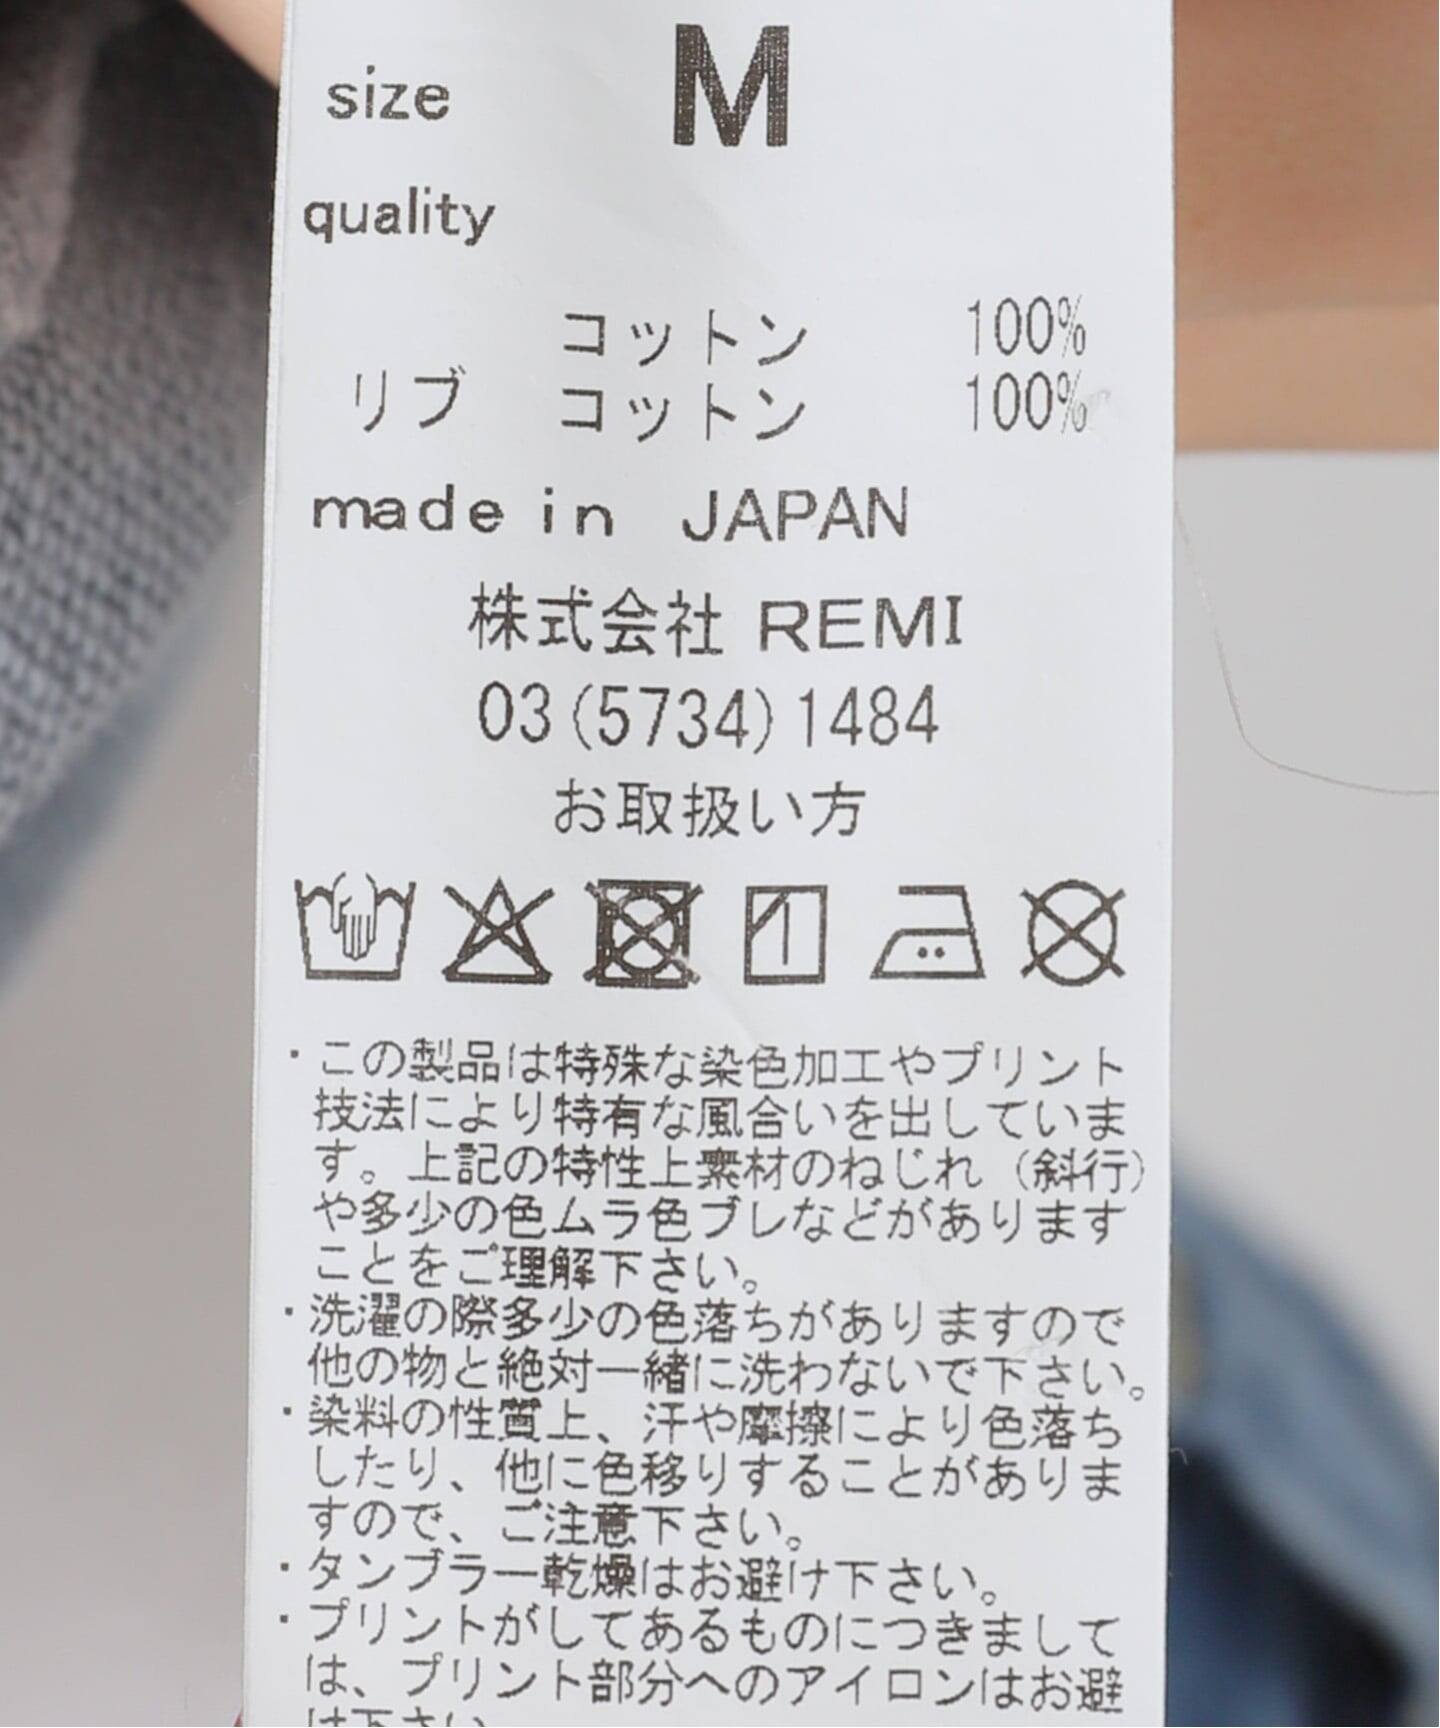 size M
quality
コットン 100%
リブ コットン 100%
made in JAPAN
株式会社 REMI
03(5734)1484
お取扱い方
・この製品は特殊な染色加工やプリント
技法により特有な風合いを出していま
す。上記の特性上素材のねじれ（斜行）
や多少の色ムラ色ブレなどがあります
ことをご理解下さい。
・洗濯の際多少の色落ちがありますので
他の物と絶対一緒に洗わないで下さい。
・染料の性質上、汗や摩擦により色落ち
したり、他に色移りすることがありま
すので、ご注意下さい。
・タンブラー乾燥はお避け下さい。
・プリントがしてあるものにつきまして
は、プリント部分へのアイロンはお避
け下さい